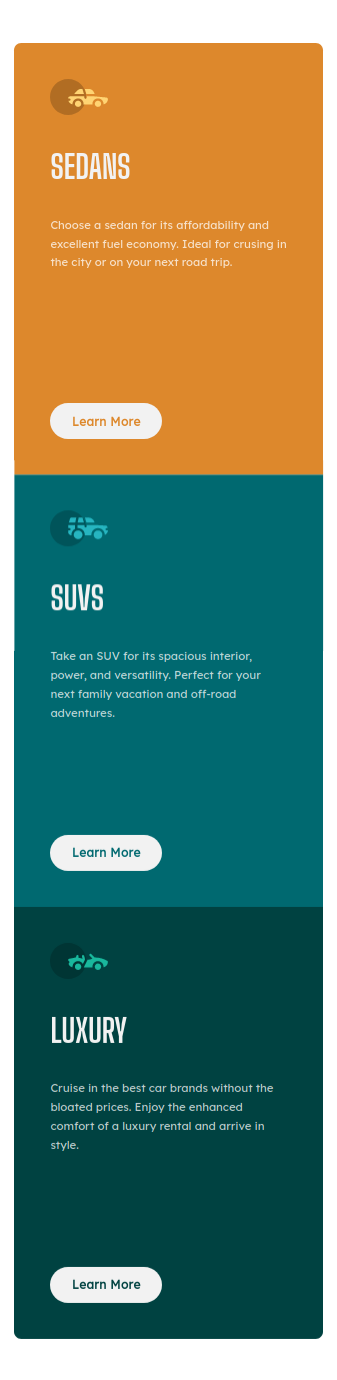 SEDANS
Choose a sedan for its affordability and
excellent fuel economy. Ideal for crusing in
the city or on your next road trip.
Learn More
SUVS
Take an SUV for its spacious interior,
power, and versatility. Perfect for your
next family vacation and off-road
adventures.
Learn More
LUXURY
Cruise in the best car brands without the
bloated prices. Enjoy the enhanced
comfort of a luxury rental and arrive in
style.
Learn More